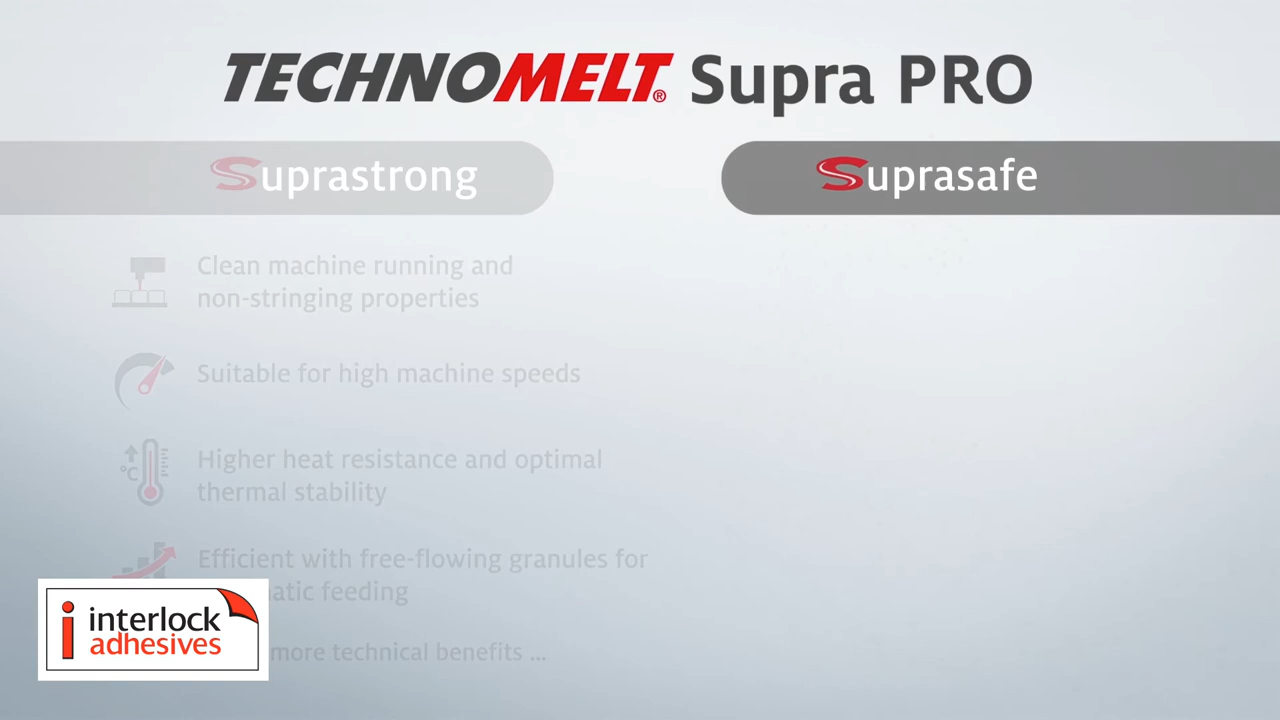 TECHNOMELT® Supra PRO
Suprastrong
Suprasafe
Clean machine running and
non-stringing properties
Suitable for high machine speeds
°C
Higher heat resistance and optimal
thermal stability
Efficient with free-flowing granules for
feeding
more technical benefits ...
interlock
adhesives